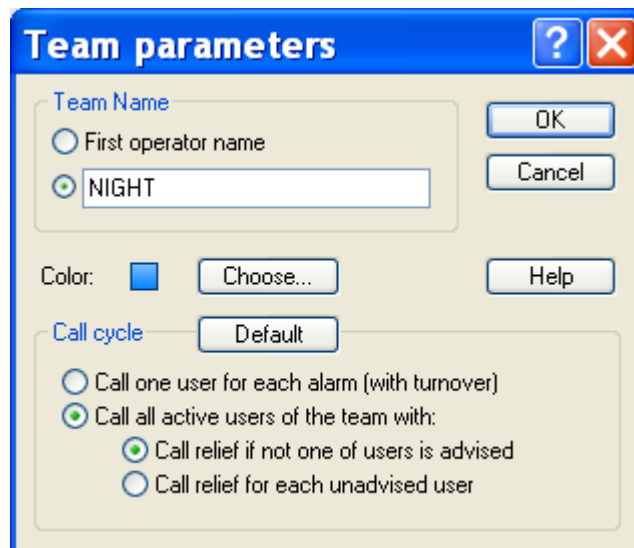 Team parameters
?
Team Name
First operator name
OK
NIGHT
Cancel
Color:
Choose...
Help
Call cycle
Default
Call one user for each alarm (with turnover)
Call all active users of the team with:
Call relief if not one of users is advised
Call relief for each unadvised user